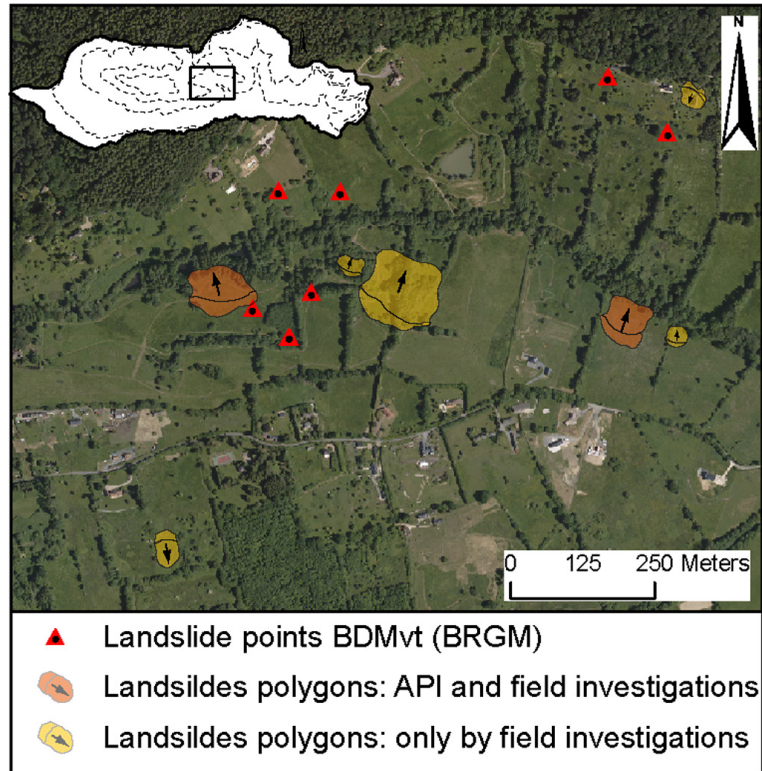 N
0 125 250 Meters
Landslide points BDMvt (BRGM)
Landsildes polygons: API and field investigations
Landsildes polygons: only by field investigations